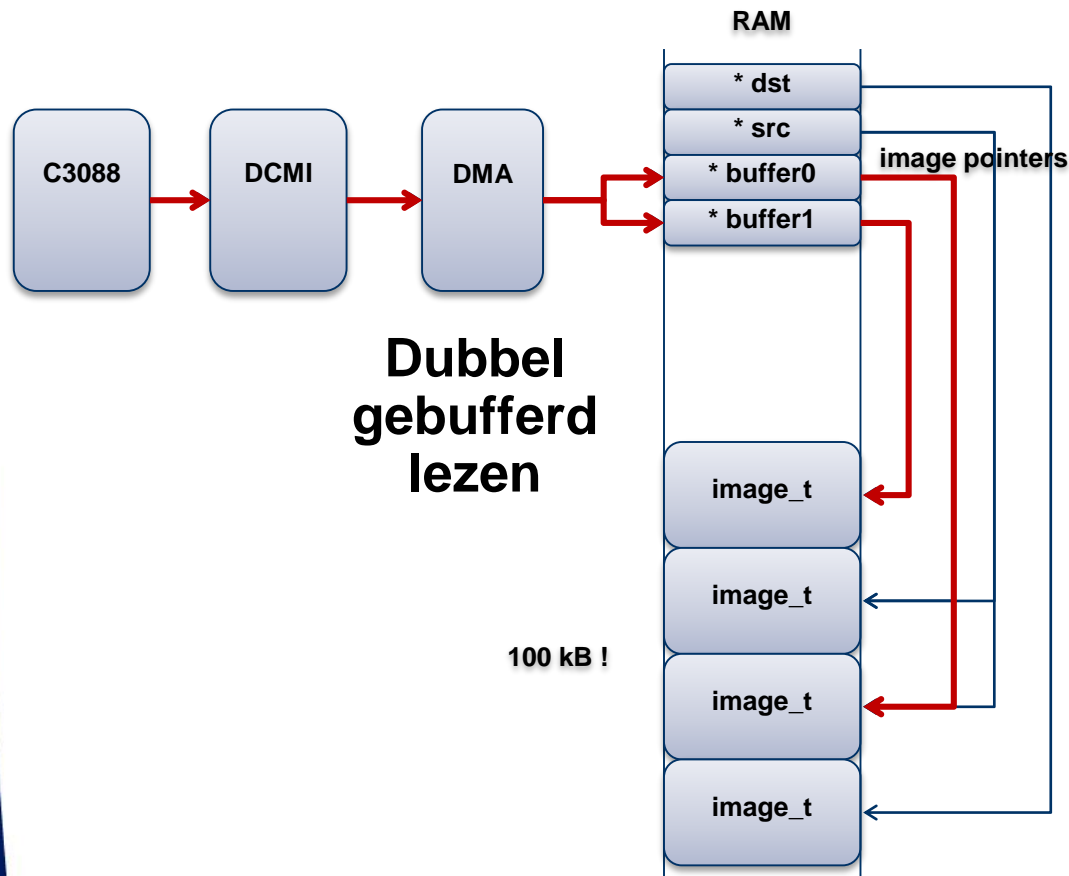 RAM
* dst
* src
C3088
DCMI
DMA
* buffer0
image pointers
* buffer1
Dubbel
gebufferd
lezen
image_t
image_t
100 kB !
image_t
image_t